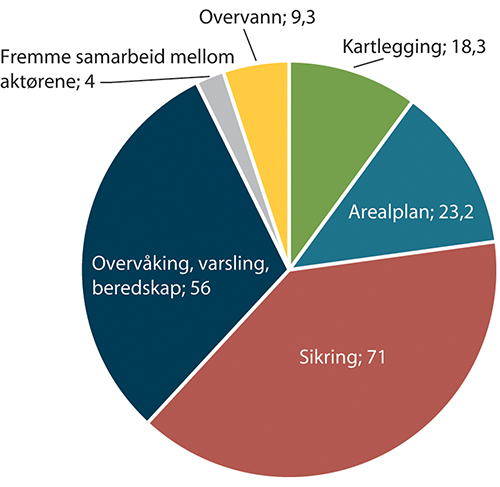 Overvann; 9,3
Kartlegging; 18,3
Fremme samarbeid mellom
aktørene; 4
Arealplan; 23,2
Overvåking, varsling,
beredskap; 56
Sikring; 71